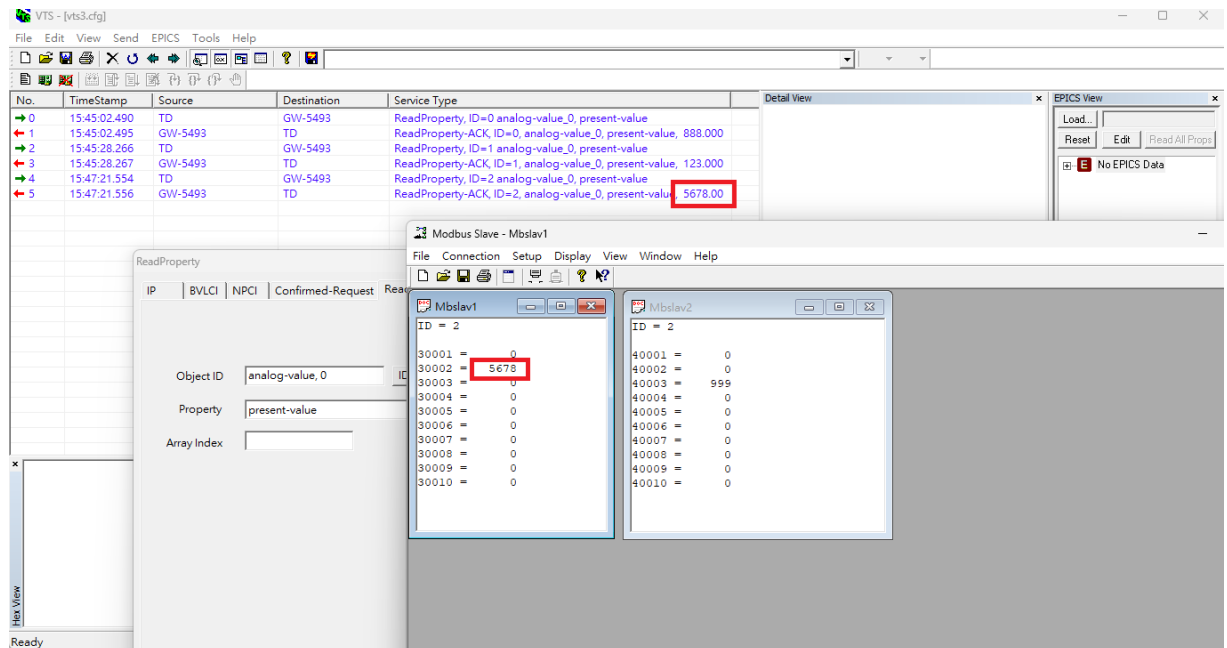 VTS - [vts3.cfg]
File Edit View Send EPICS Tools Help
No. TimeStamp Source Destination Service Type
0 15:45:02.490 TD GW-5493 ReadProperty, ID=0 analog-value_0, present-value
1 15:45:02.495 GW-5493 TD ReadProperty-ACK, ID=0, analog-value_0, present-value, 888.000
2 15:45:28.266 TD GW-5493 ReadProperty, ID=1 analog-value_0, present-value
3 15:45:28.267 GW-5493 TD ReadProperty-ACK, ID=1, analog-value_0, present-value, 123.000
4 15:47:21.554 TD GW-5493 ReadProperty, ID=2 analog-value_0, present-value
5 15:47:21.556 GW-5493 TD ReadProperty-ACK, ID=2, analog-value_0, present-value, 5678.00
Detail View
EPICS View
Load...
Reset Edit Read All Props
E No EPICS Data
ReadProperty
IP BVLCI NPCI Confirmed-Request
Object ID analog-value, 0
Property present-value
Array Index
Modbus Slave - Mbslav1
File Connection Setup Display View Window Help
Mbslav1
ID = 2
30001 = 0
30002 = 5678
30003 = 0
30004 = 0
30005 = 0
30006 = 0
30007 = 0
30008 = 0
30009 = 0
30010 = 0
Mbslav2
ID = 2
40001 = 0
40002 = 0
40003 = 999
40004 = 0
40005 = 0
40006 = 0
40007 = 0
40008 = 0
40009 = 0
40010 = 0
Hex View
Ready